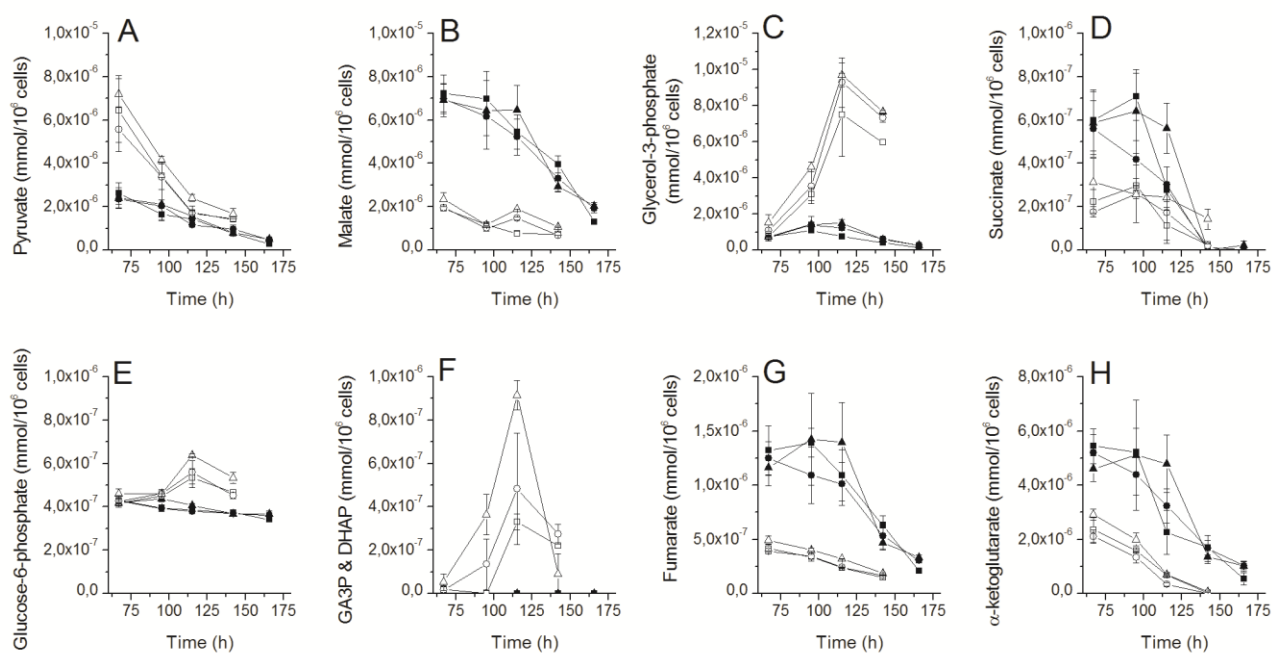 A
Pyruvate (mmol/10⁶ cells)
1,0x10⁻⁵
8,0x10⁻⁶
6,0x10⁻⁶
4,0x10⁻⁶
2,0x10⁻⁶
0,0
75 100 125 150 175
Time (h)
B
Malate (mmol/10⁶ cells)
1,0x10⁻⁵
8,0x10⁻⁶
6,0x10⁻⁶
4,0x10⁻⁶
2,0x10⁻⁶
0,0
75 100 125 150 175
Time (h)
C
Glycerol-3-phosphate
(mmol/10⁶ cells)
1,2x10⁻⁵
1,0x10⁻⁵
8,0x10⁻⁶
6,0x10⁻⁶
4,0x10⁻⁶
2,0x10⁻⁶
0,0
75 100 125 150 175
Time (h)
D
Succinate (mmol/10⁶ cells)
1,0x10⁻⁶
8,0x10⁻⁷
6,0x10⁻⁷
4,0x10⁻⁷
2,0x10⁻⁷
0,0
75 100 125 150 175
Time (h)
E
Glucose-6-phosphate (mmol/10⁶ cells)
1,0x10⁻⁶
8,0x10⁻⁷
6,0x10⁻⁷
4,0x10⁻⁷
2,0x10⁻⁷
0,0
75 100 125 150 175
Time (h)
F
GA3P & DHAP (mmol/10⁶ cells)
1,0x10⁻⁶
8,0x10⁻⁷
6,0x10⁻⁷
4,0x10⁻⁷
2,0x10⁻⁷
0,0
75 100 125 150 175
Time (h)
G
Fumarate (mmol/10⁶ cells)
2,0x10⁻⁶
1,5x10⁻⁶
1,0x10⁻⁶
5,0x10⁻⁷
0,0
75 100 125 150 175
Time (h)
H
α-ketoglutarate (mmol/10⁶ cells)
8,0x10⁻⁶
6,0x10⁻⁶
4,0x10⁻⁶
2,0x10⁻⁶
0,0
75 100 125 150 175
Time (h)